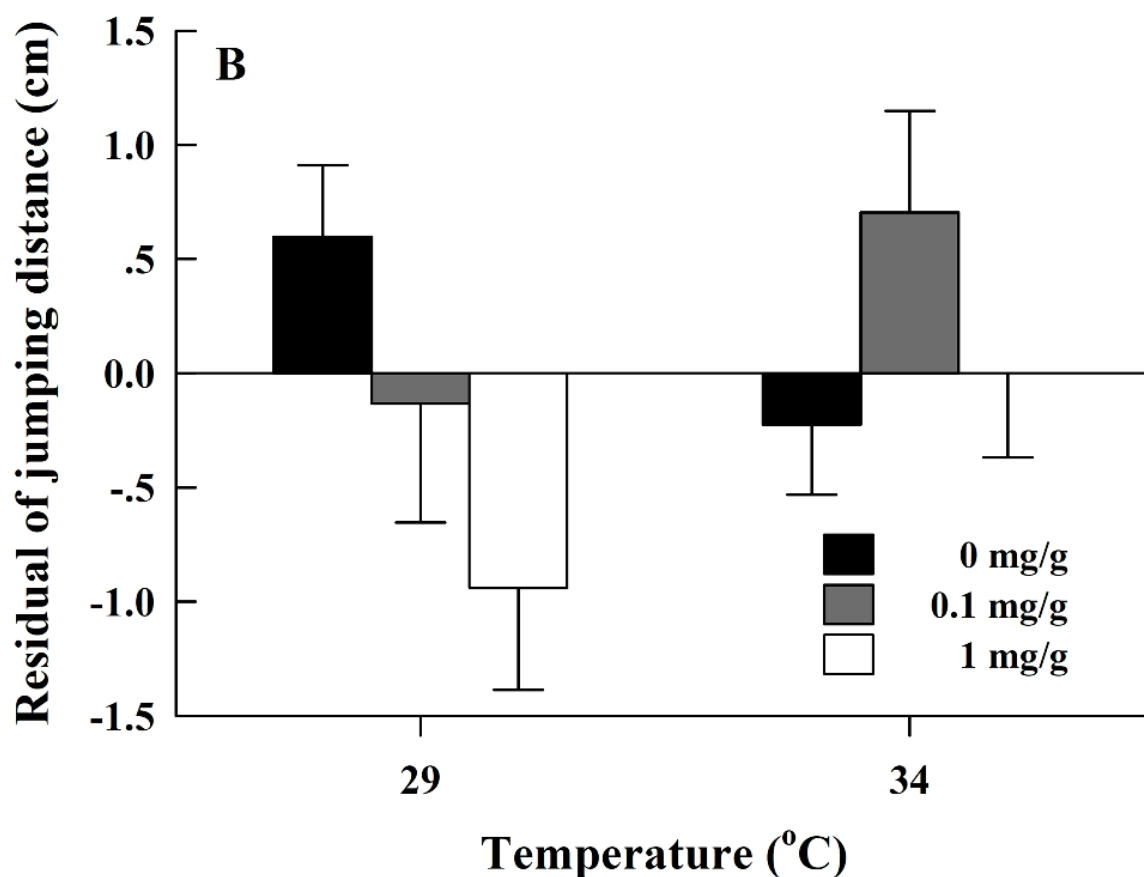 B
Residual of jumping distance (cm)
1.5
1.0
.5
0.0
-.5
-1.0
-1.5
0 mg/g
0.1 mg/g
1 mg/g
29
34
Temperature (°C)